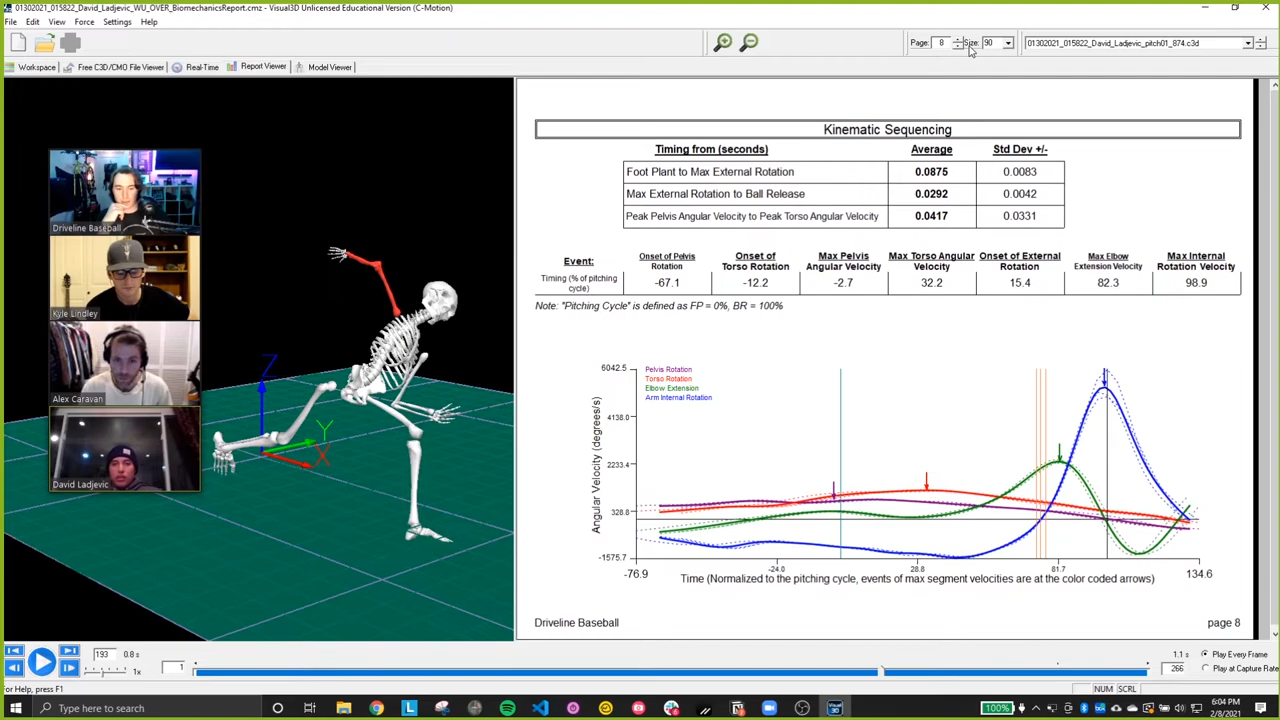 01302021_015822_David_Ladjevic_WU_OVER_BiomechanicsReport.cmz - Visual3D Unlicensed Educational Version (C-Motion)
File Edit View Force Settings Help
Page: 8 Size: 90 01302021_015822_David_Ladjevic_pitch01_874.c3d
Workspace Free C3D/CMO File Viewer Real-Time Report Viewer Model Viewer
Driveline Baseball
Kyle Lindley
Alex Caravan
David Ladjevic
Z
Y
X
Kinematic Sequencing
Timing from (seconds) Average Std Dev +/-
Foot Plant to Max External Rotation 0.0875 0.0083
Max External Rotation to Ball Release 0.0292 0.0042
Peak Pelvis Angular Velocity to Peak Torso Angular Velocity 0.0417 0.0331
Event: Onset of Pelvis Rotation Onset of Torso Rotation Max Pelvis Angular Velocity Max Torso Angular Velocity Onset of External Rotation Max Elbow Extension Velocity Max Internal Rotation Velocity
Timing (% of pitching cycle) -67.1 -12.2 -2.7 32.2 15.4 82.3 98.9
Note: "Pitching Cycle" is defined as FP = 0%, BR = 100%
6042.5
4138.0
2233.4
328.8
-1575.7
Angular Velocity (degrees/s)
Pelvis Rotation
Torso Rotation
Elbow Extension
Arm Internal Rotation
-76.9 -24.0 28.8 81.7 134.6
Time (Normalized to the pitching cycle, events of max segment velocities are at the color coded arrows)
Driveline Baseball page 8
193 0.8 s
1x
1
1.1 s
266
Play Every Frame
Play at Capture Rate
For Help, press F1
NUM SCRL
Type here to search
100%
6:04 PM
2/8/2021